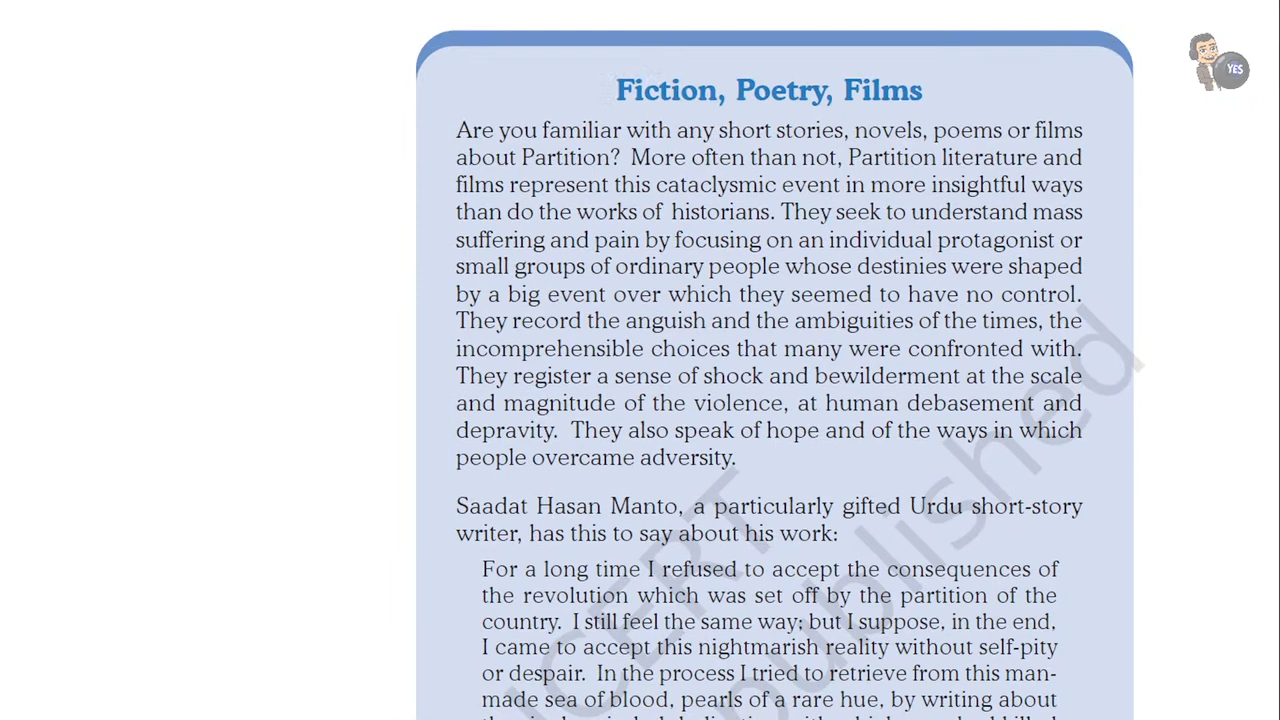 YES
Fiction, Poetry, Films
Are you familiar with any short stories, novels, poems or films
about Partition? More often than not, Partition literature and
films represent this cataclysmic event in more insightful ways
than do the works of historians. They seek to understand mass
suffering and pain by focusing on an individual protagonist or
small groups of ordinary people whose destinies were shaped
by a big event over which they seemed to have no control.
They record the anguish and the ambiguities of the times, the
incomprehensible choices that many were confronted with.
They register a sense of shock and bewilderment at the scale
and magnitude of the violence, at human debasement and
depravity. They also speak of hope and of the ways in which
people overcame adversity.
Saadat Hasan Manto, a particularly gifted Urdu short-story
writer, has this to say about his work:
For a long time I refused to accept the consequences of
the revolution which was set off by the partition of the
country. I still feel the same way; but I suppose, in the end,
I came to accept this nightmarish reality without self-pity
or despair. In the process I tried to retrieve from this man-
made sea of blood, pearls of a rare hue, by writing about
NCERT
published